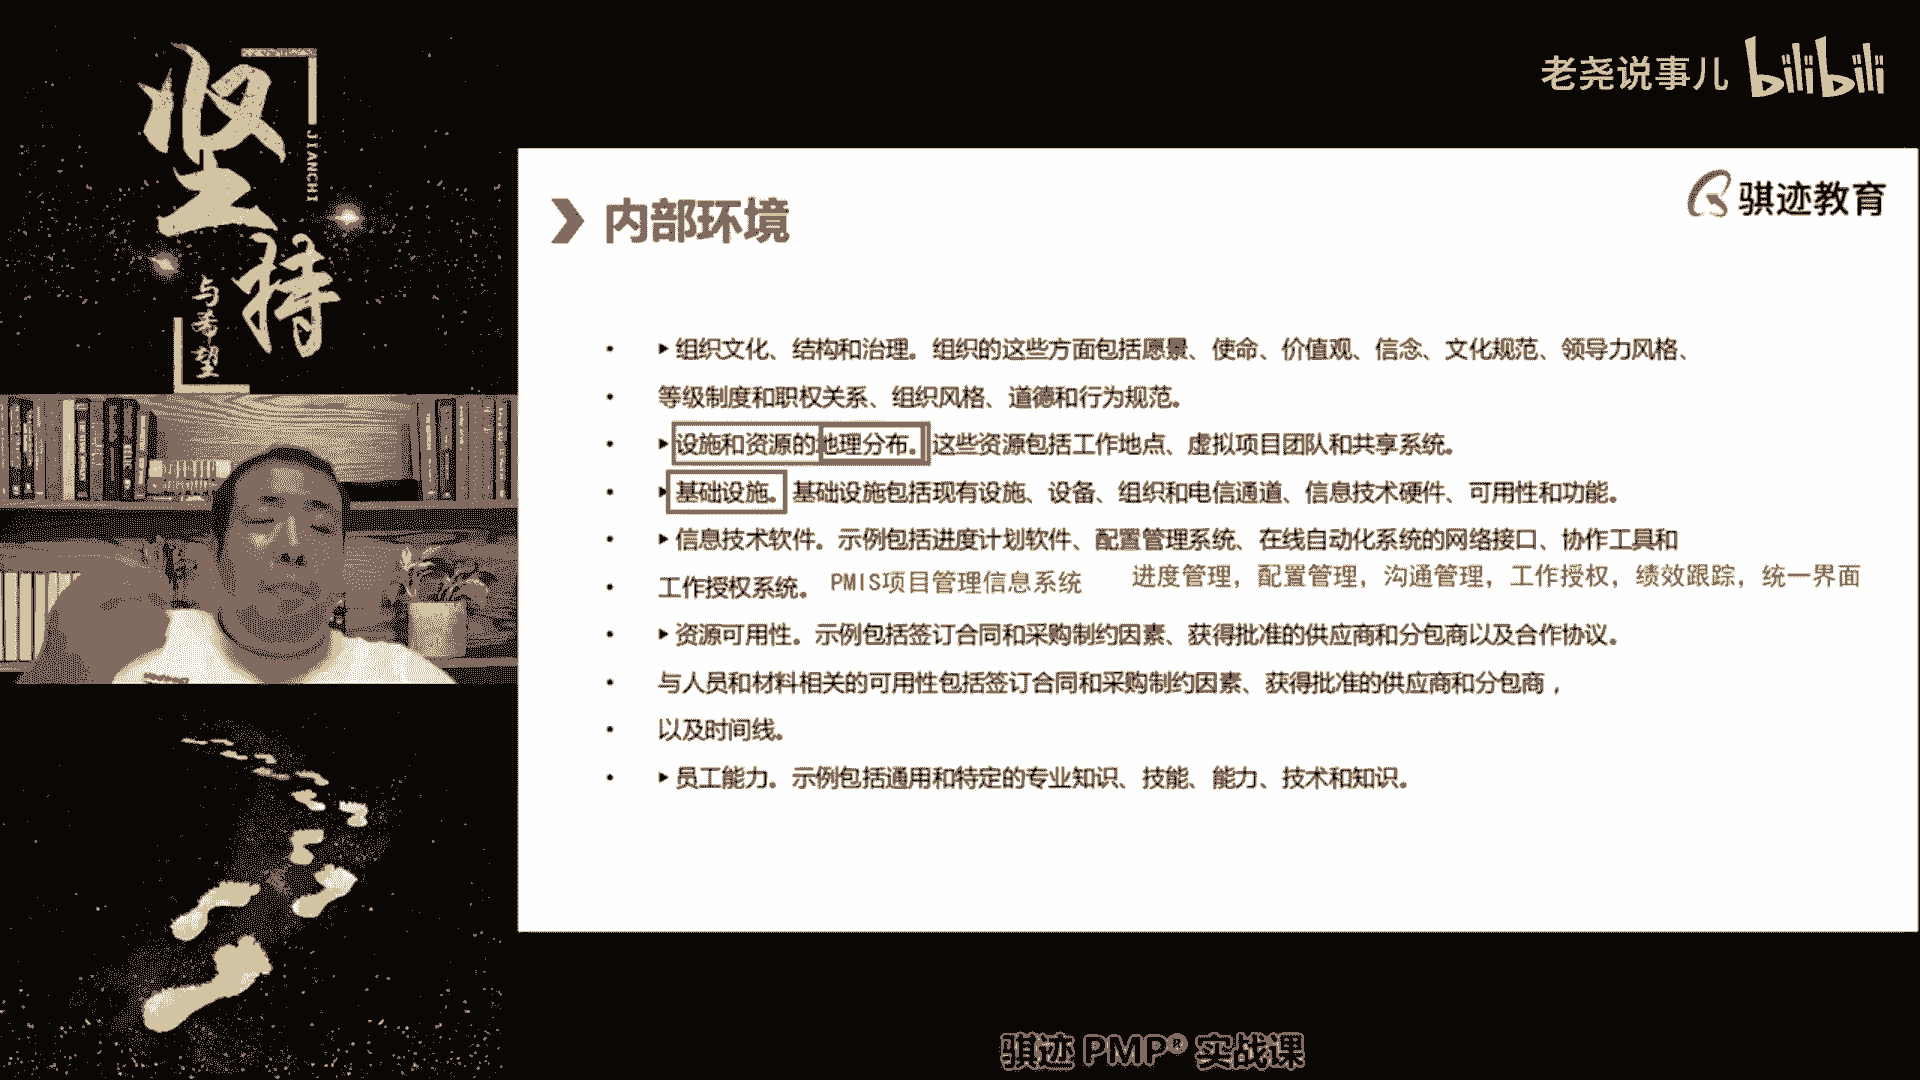 坚持
JIANCHI
与希望
老尧说事儿 bilibili
骐迹教育
内部环境
• ▸组织文化、结构和治理。组织的这些方面包括愿景、使命、价值观、信念、文化规范、领导力风格、
• 等级制度和职权关系、组织风格、道德和行为规范。
• ▸设施和资源的地理分布。这些资源包括工作地点、虚拟项目团队和共享系统。
• ▸基础设施。基础设施包括现有设施、设备、组织和电信通道、信息技术硬件、可用性和功能。
• ▸信息技术软件。示例包括进度计划软件、配置管理系统、在线自动化系统的网络接口、协作工具和
• 工作授权系统。 PMIS项目管理信息系统 进度管理，配置管理，沟通管理，工作授权，绩效跟踪，统一界面
• ▸资源可用性。示例包括签订合同和采购制约因素、获得批准的供应商和分包商以及合作协议。
• 与人员和材料相关的可用性包括签订合同和采购制约因素、获得批准的供应商和分包商，
• 以及时间线。
• ▸员工能力。示例包括通用和特定的专业知识、技能、能力、技术和知识。
骐迹 PMP® 实战课